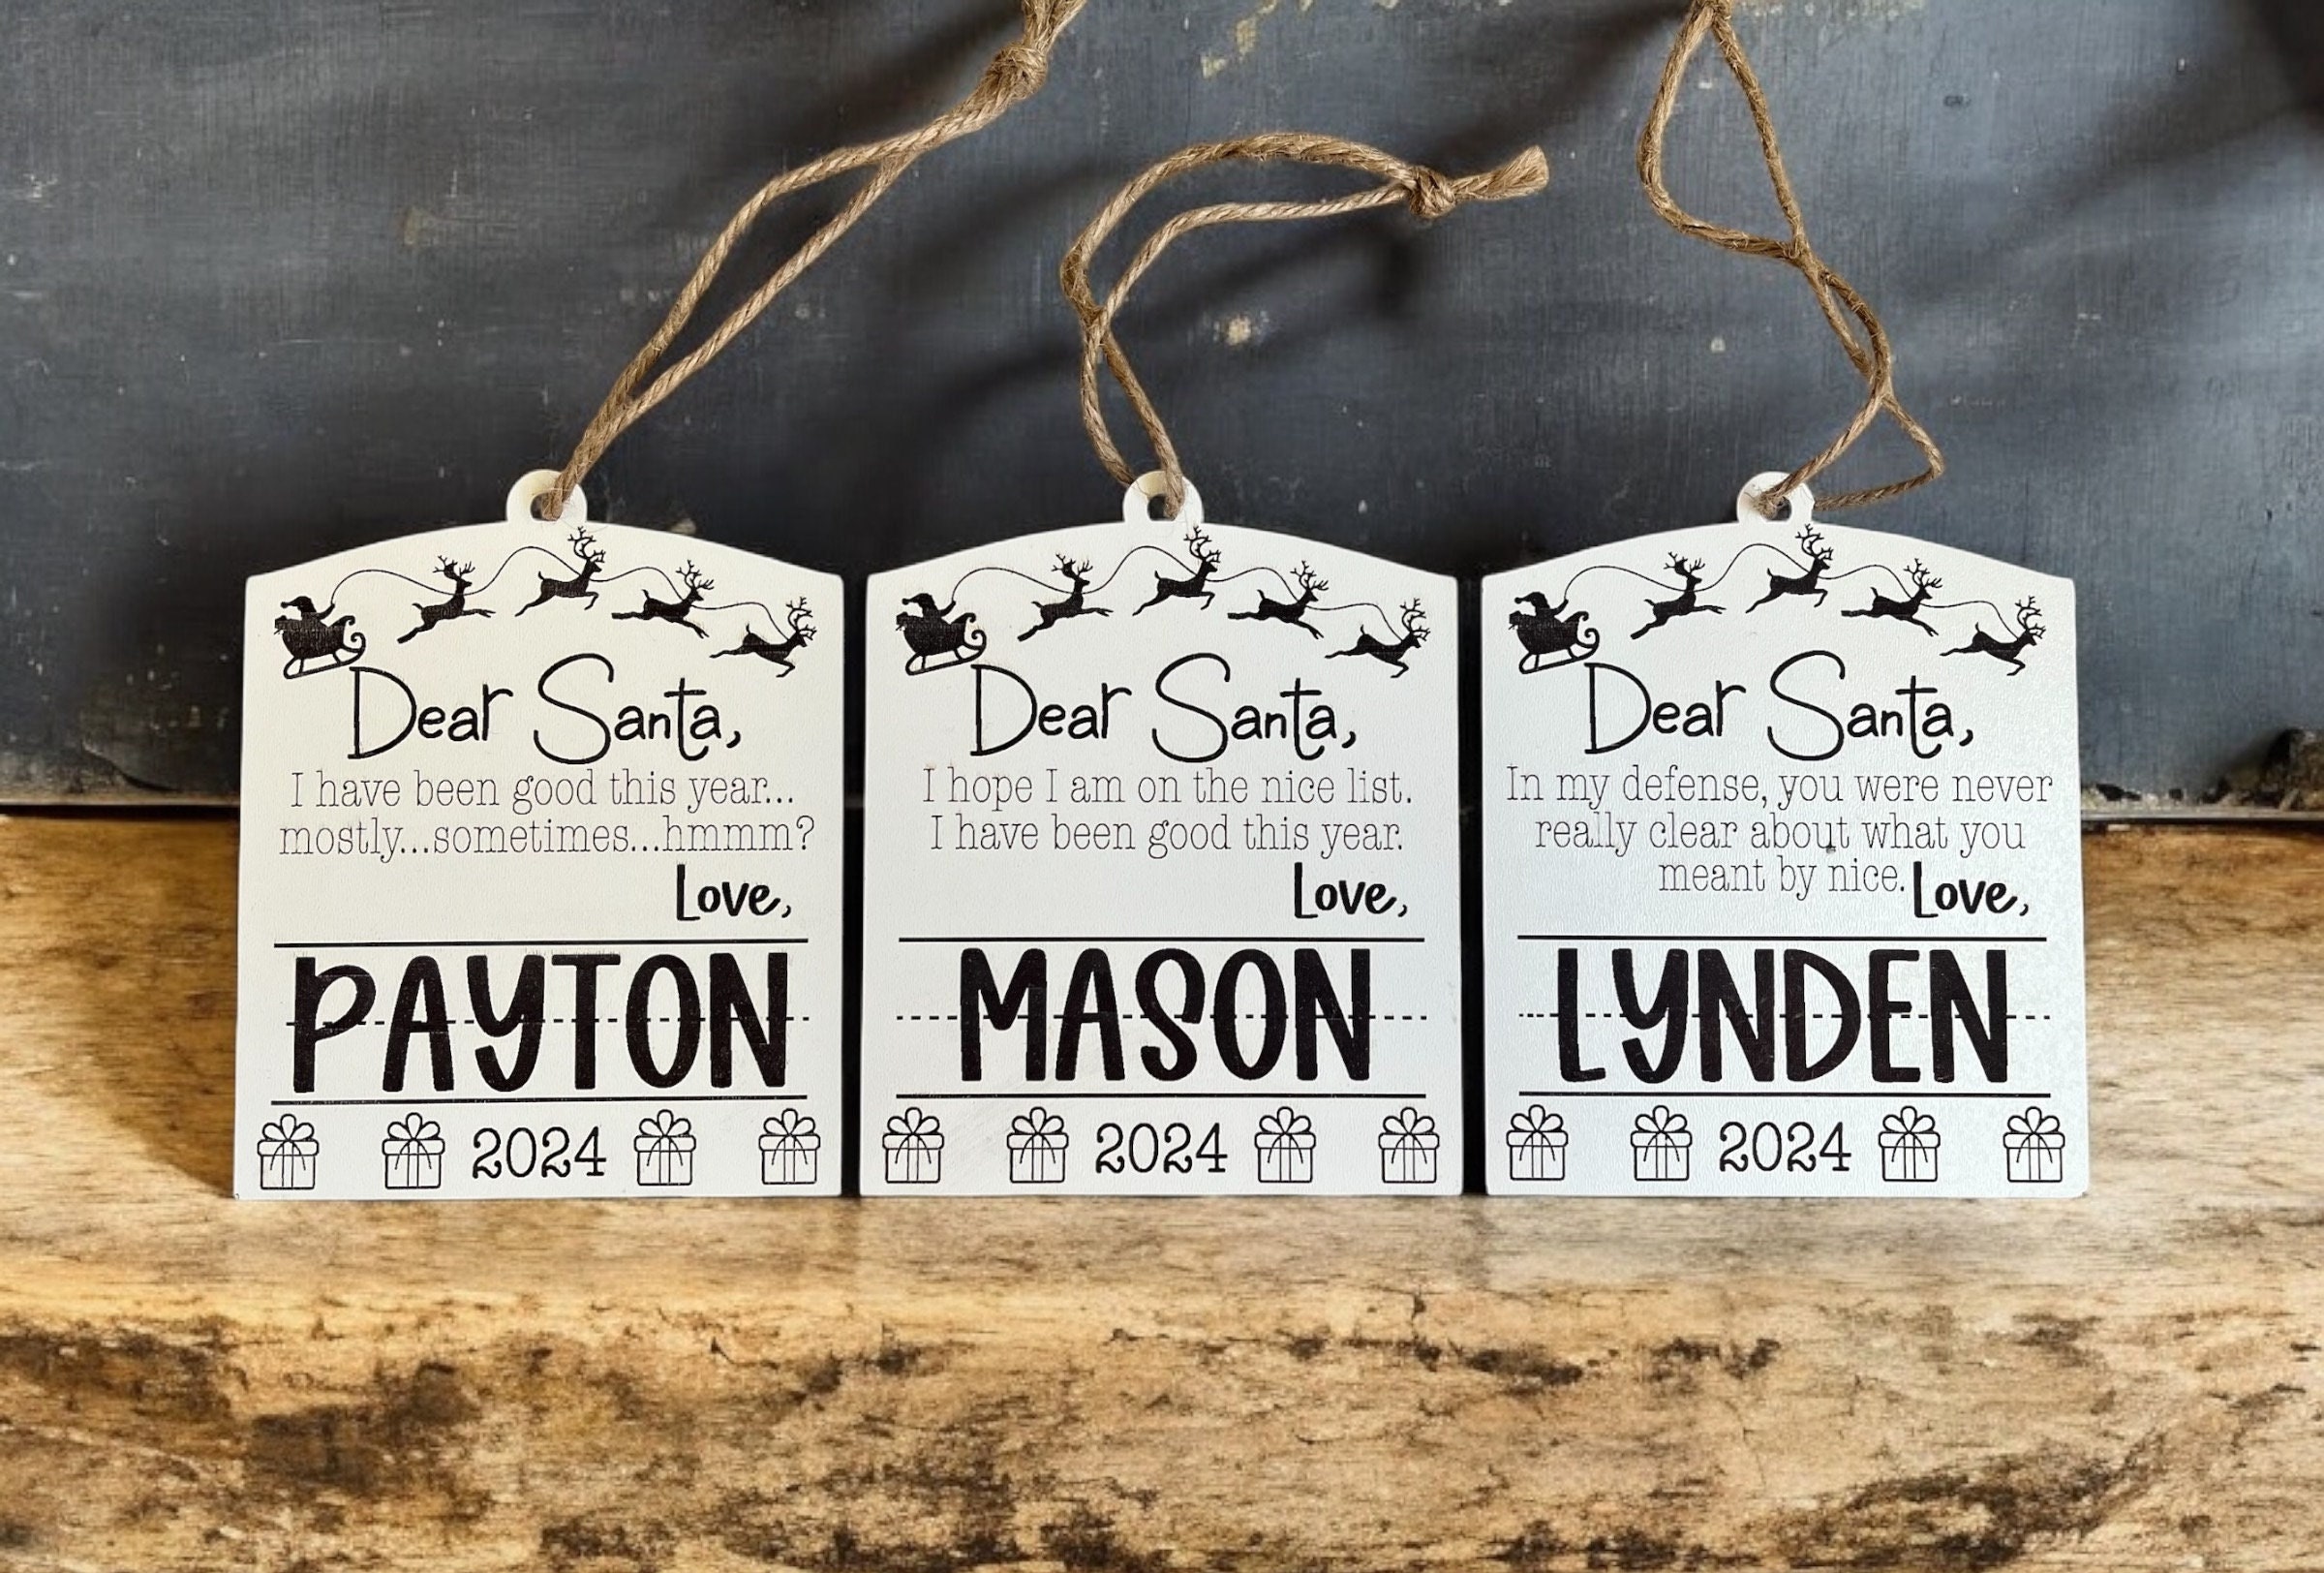 Dear Santa,
I have been good this year...
mostly...sometimes...hmmm?
Love,
PAYTON
2024
Dear Santa,
I hope I am on the nice list.
I have been good this year.
Love,
MASON
2024
Dear Santa,
In my defense, you were never
really clear about what you
meant by nice. Love,
LYNDEN
2024